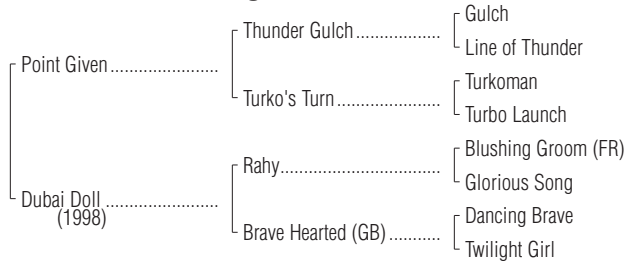 Gulch
Thunder Gulch..................
Line of Thunder
Point Given.......................
Turkoman
Turko's Turn......................
Turbo Launch
Blushing Groom (FR)
Rahy..................................
Glorious Song
Dubai Doll ........................
(1998)
Dancing Brave
Brave Hearted (GB)...........
Twilight Girl